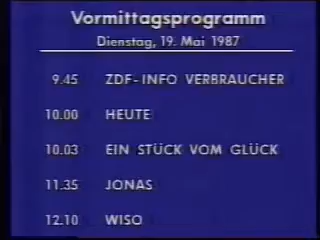 Vormittagsprogramm
Dienstag, 19. Mai 1987
9.45 ZDF-INFO VERBRAUCHER
10.00 HEUTE
10.03 EIN STÜCK VOM GLÜCK
11.35 JONAS
12.10 WISO